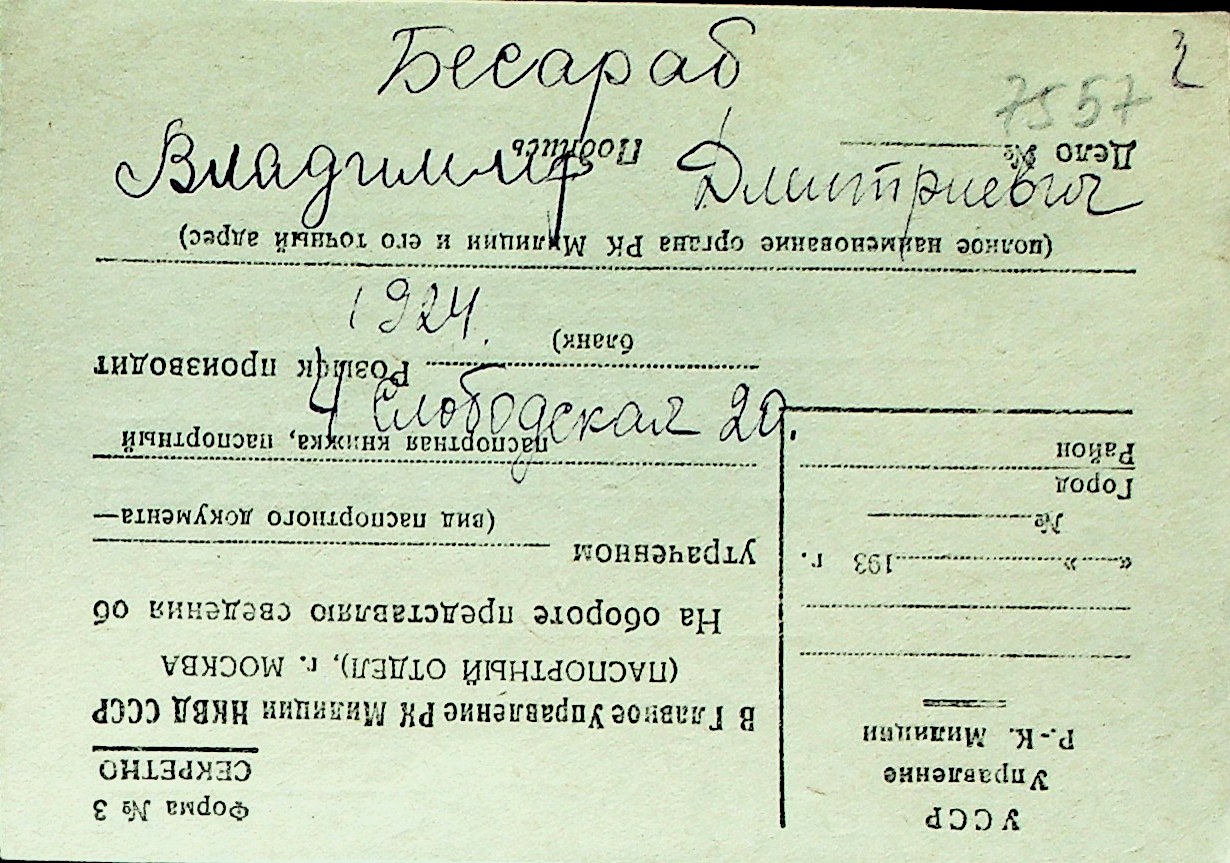 Бесараб
2
7557
Владимир Дмитриевич
1924.
4 Слободская 20.
УССР
Управление
Р.-К. Милиции
«——»————193 г.
№
Город
Район
Форма № 3
СЕКРЕТНО
В Главное Управление РК Милиции НКВД СССР
(ПАСПОРТНЫЙ ОТДЕЛ), г. МОСКВА
На обороте представляю сведения об
утраченном
(вид паспортного документа—
паспортная книжка, паспортный
бланк)
Розыск производит
(полное наименование органа РК Милиции и его точный адрес)
Дело № Подпись